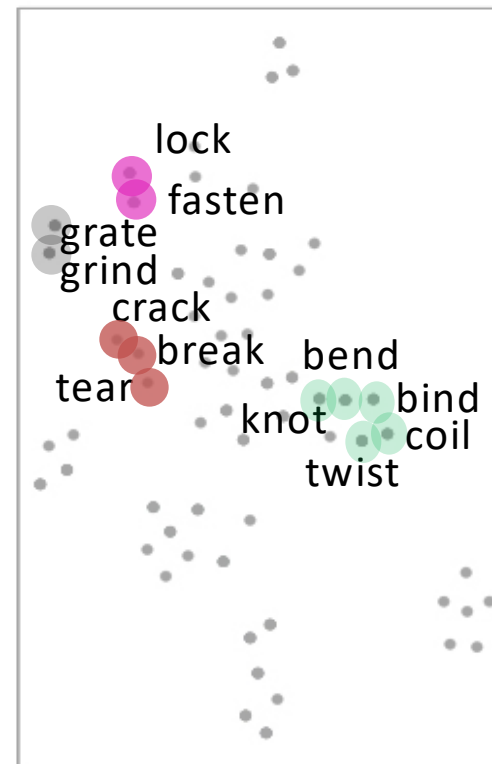 lock
fasten
grate
grind
crack
break
tear
bend
bind
knot
coil
twist